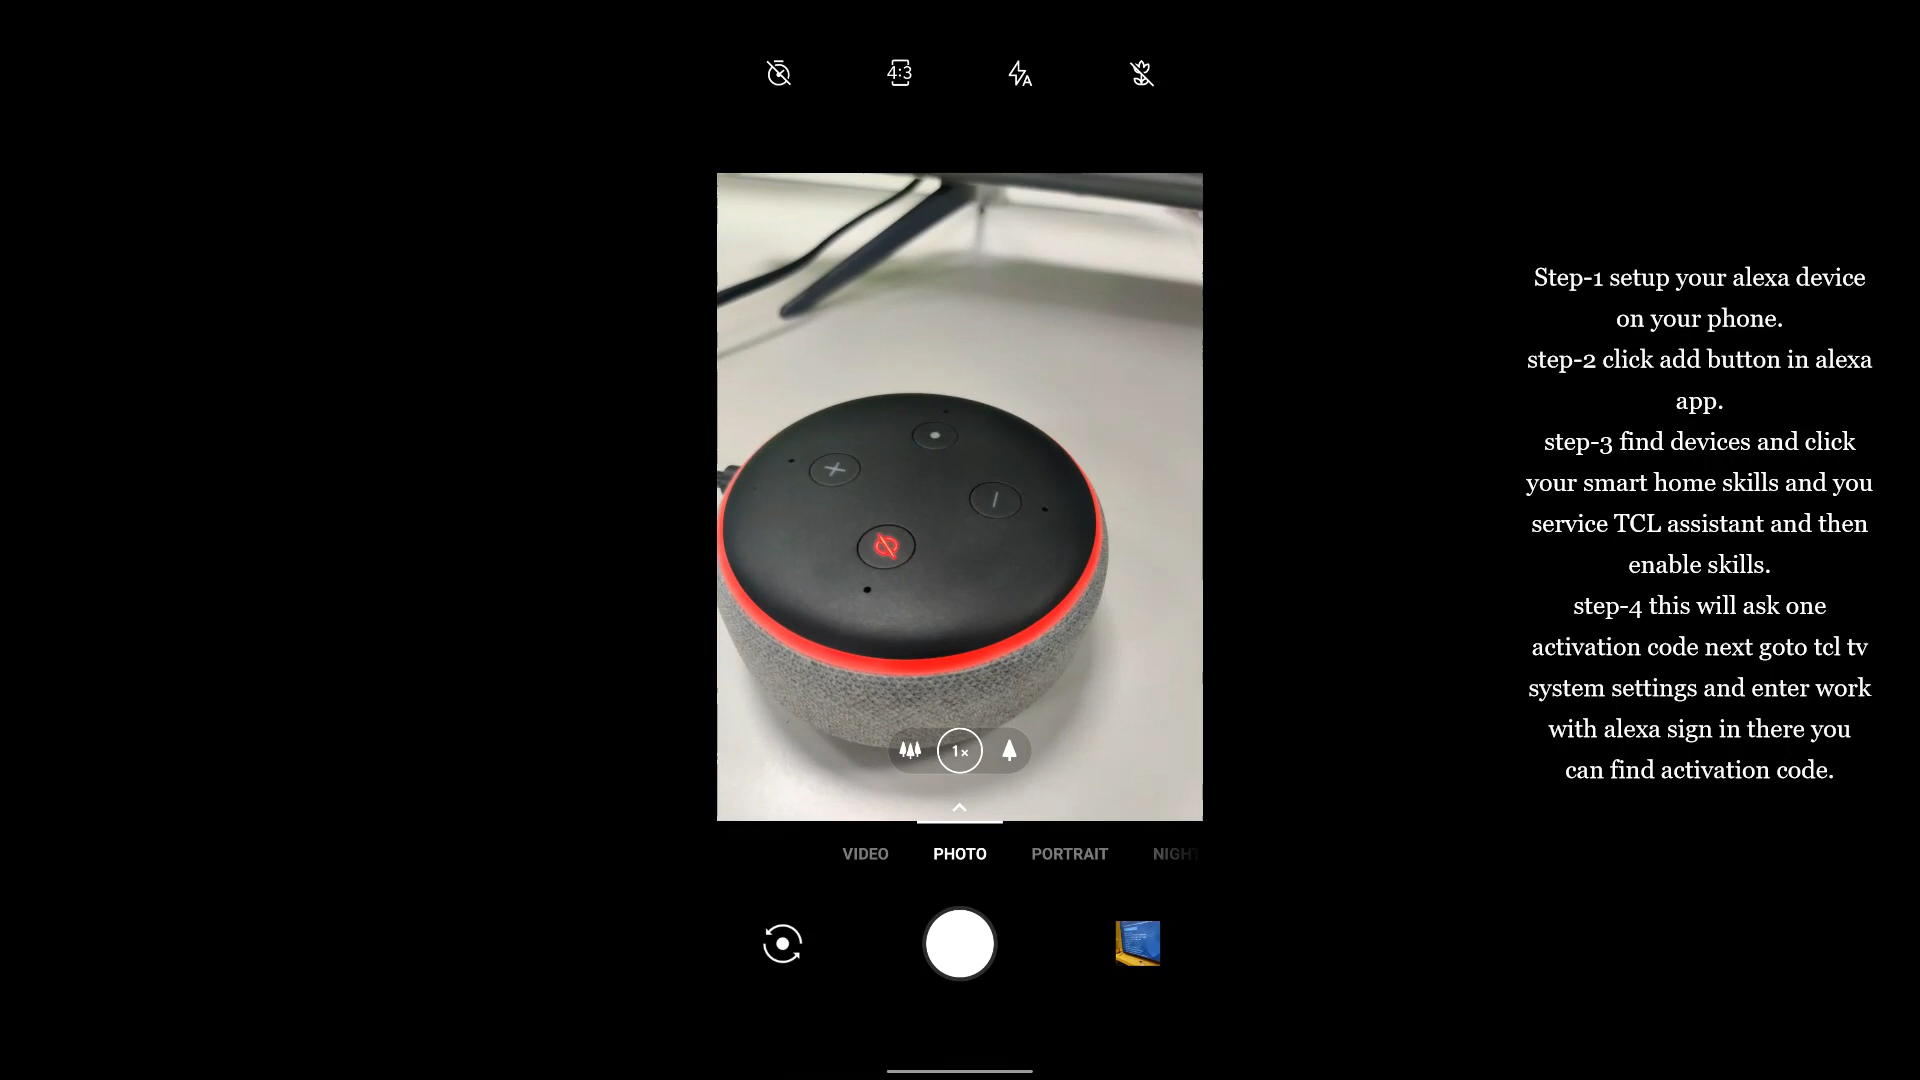 4:3
A
Step-1 setup your alexa device
on your phone.
step-2 click add button in alexa
app.
step-3 find devices and click
your smart home skills and you
service TCL assistant and then
enable skills.
step-4 this will ask one
activation code next goto tcl tv
system settings and enter work
with alexa sign in there you
can find activation code.
1×
VIDEO PHOTO PORTRAIT NIGHT